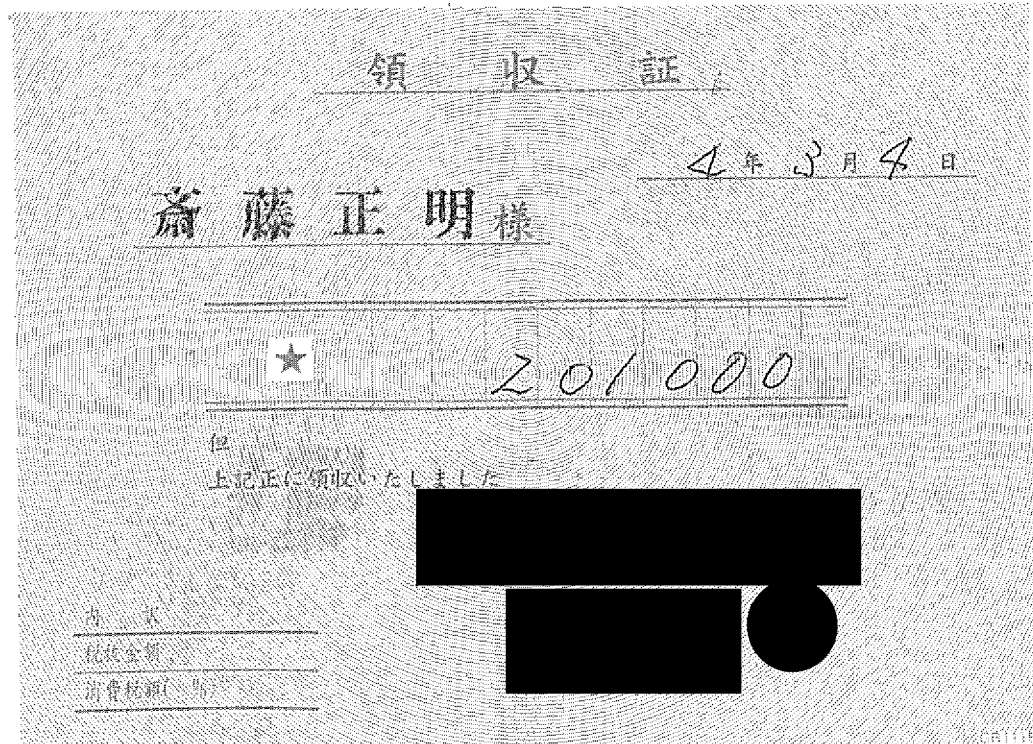 領収証
4年3月4日
斎藤正明様
★ 201000
但
上記正に領収いたしました
内訳
税抜金額
消費税額( %)